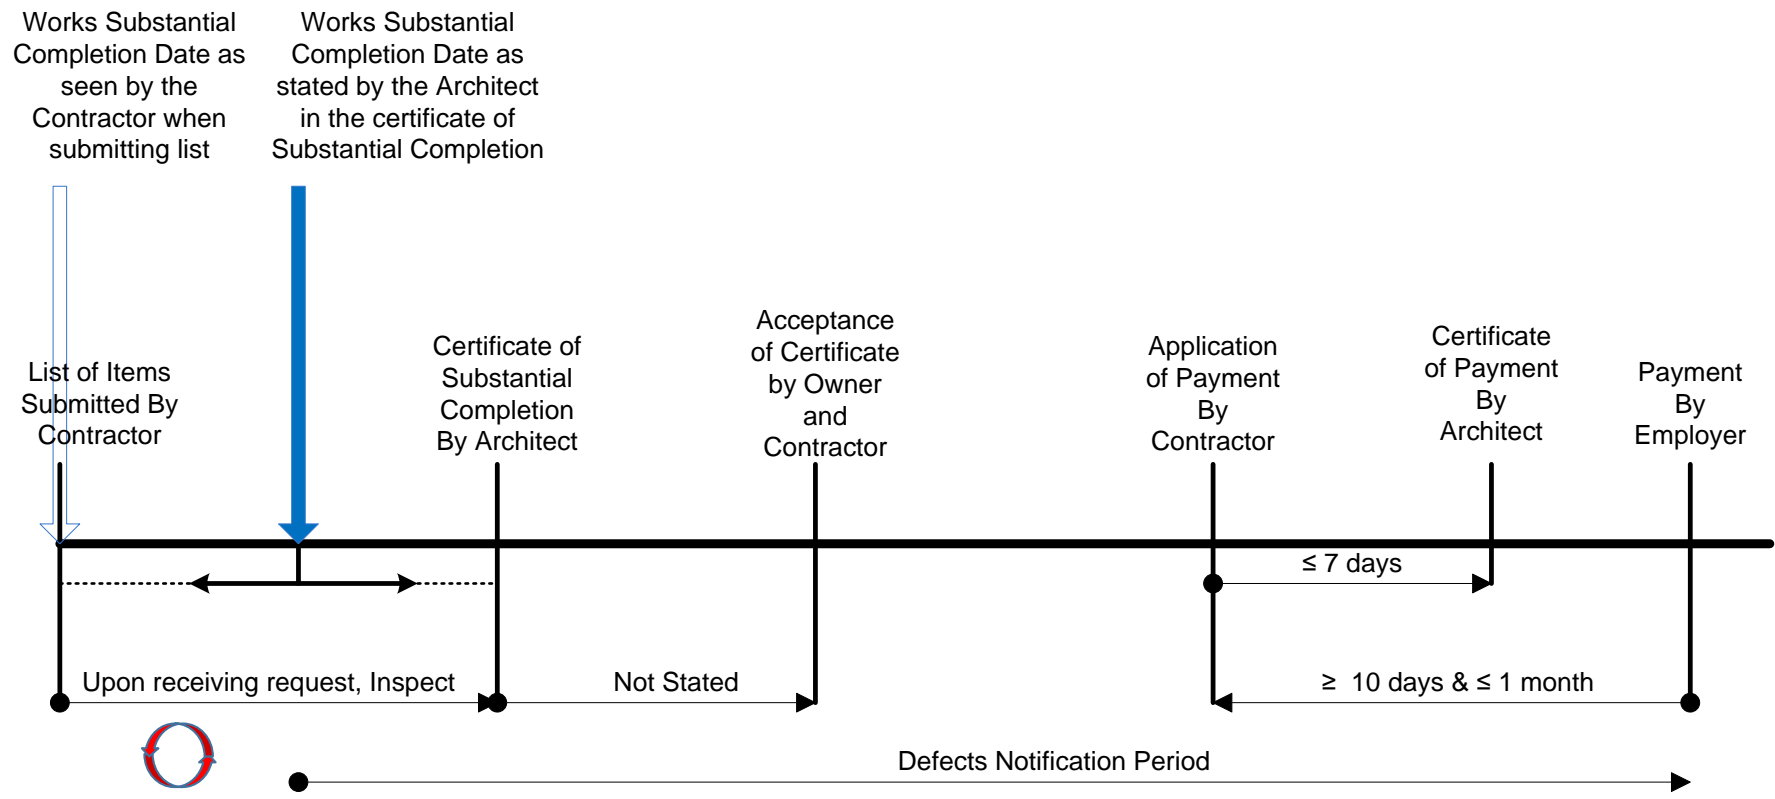 Works Substantial
Completion Date as
seen by the
Contractor when
submitting list
Works Substantial
Completion Date as
stated by the Architect
in the certificate of
Substantial Completion
List of Items
Submitted By
Contractor
Certificate of
Substantial
Completion
By Architect
Acceptance
of Certificate
by Owner
and
Contractor
Application
of Payment
By
Contractor
Certificate
of Payment
By
Architect
Payment
By
Employer
≤ 7 days
Upon receiving request, Inspect
Not Stated
≥ 10 days & ≤ 1 month
Defects Notification Period